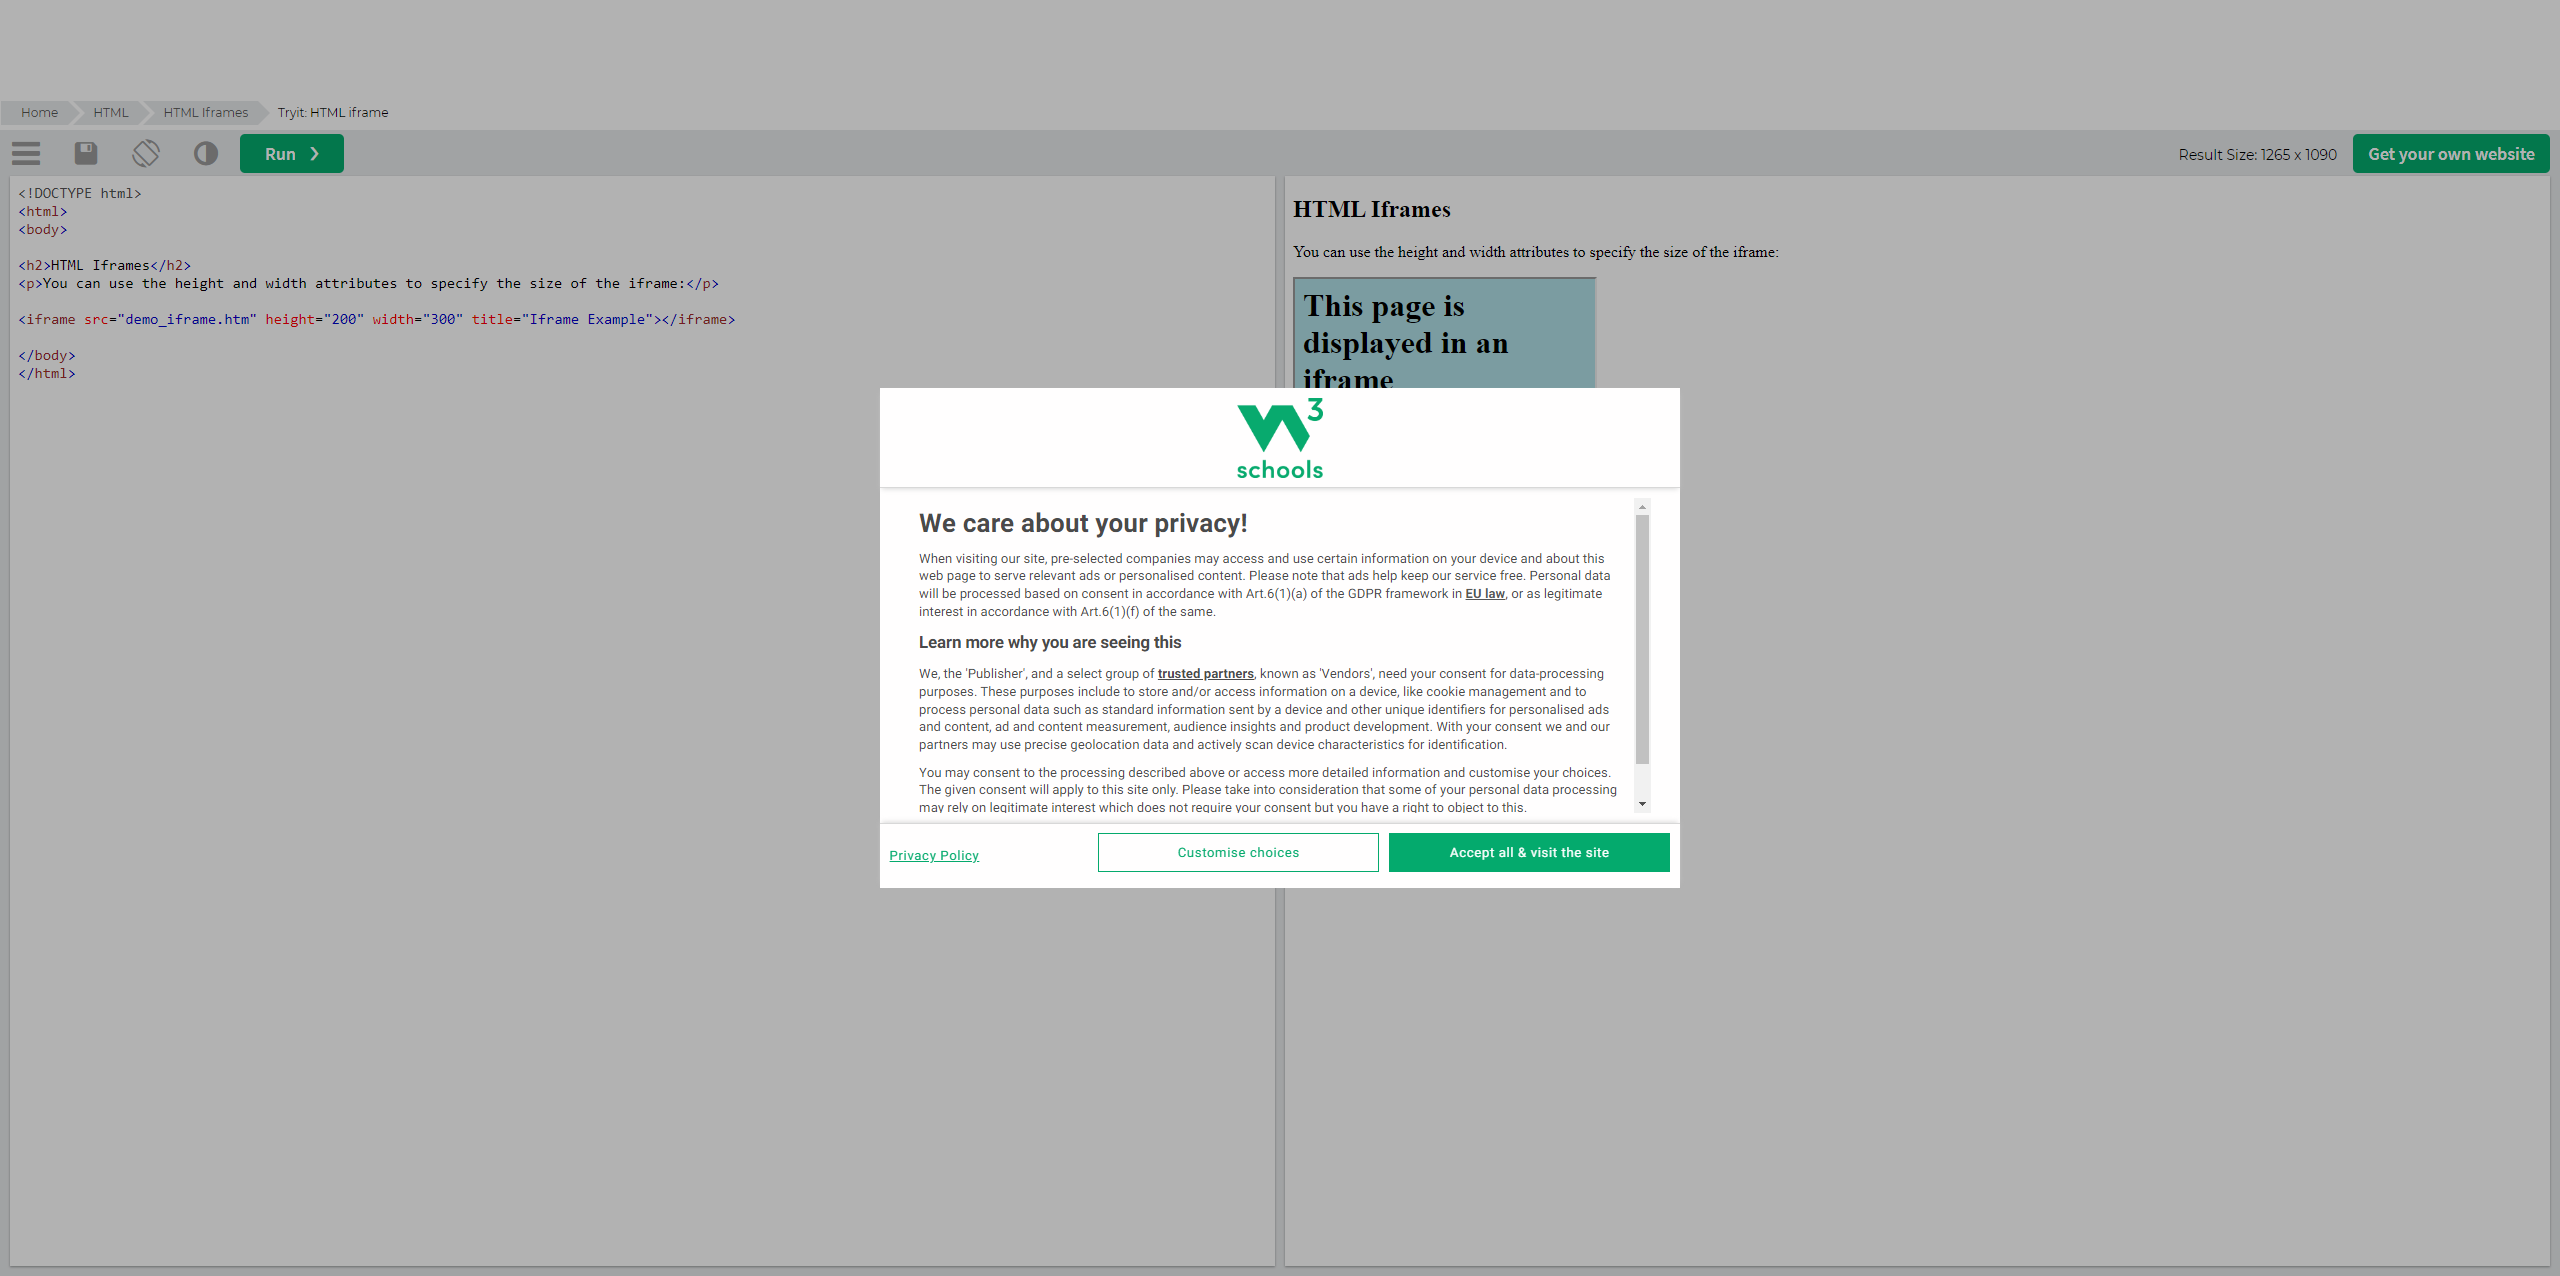 Home HTML HTML Iframes Tryit: HTML iframe
Run ❯ Result Size: 1265 x 1090 Get your own website
<!DOCTYPE html>
<html>
<body>
<h2>HTML Iframes</h2>
<p>You can use the height and width attributes to specify the size of the iframe:</p>
<iframe src="demo_iframe.htm" height="200" width="300" title="Iframe Example"></iframe>
</body>
</html>
HTML Iframes
You can use the height and width attributes to specify the size of the iframe:
This page is
displayed in an
iframe
W3
schools
We care about your privacy!
When visiting our site, pre-selected companies may access and use certain information on your device and about this
web page to serve relevant ads or personalised content. Please note that ads help keep our service free. Personal data
will be processed based on consent in accordance with Art.6(1)(a) of the GDPR framework in EU law, or as legitimate
interest in accordance with Art.6(1)(f) of the same.
Learn more why you are seeing this
We, the 'Publisher', and a select group of trusted partners, known as 'Vendors', need your consent for data-processing
purposes. These purposes include to store and/or access information on a device, like cookie management and to
process personal data such as standard information sent by a device and other unique identifiers for personalised ads
and content, ad and content measurement, audience insights and product development. With your consent we and our
partners may use precise geolocation data and actively scan device characteristics for identification.
You may consent to the processing described above or access more detailed information and customise your choices.
The given consent will apply to this site only. Please take into consideration that some of your personal data processing
may rely on legitimate interest which does not require your consent but you have a right to object to this.
Privacy Policy Customise choices Accept all & visit the site